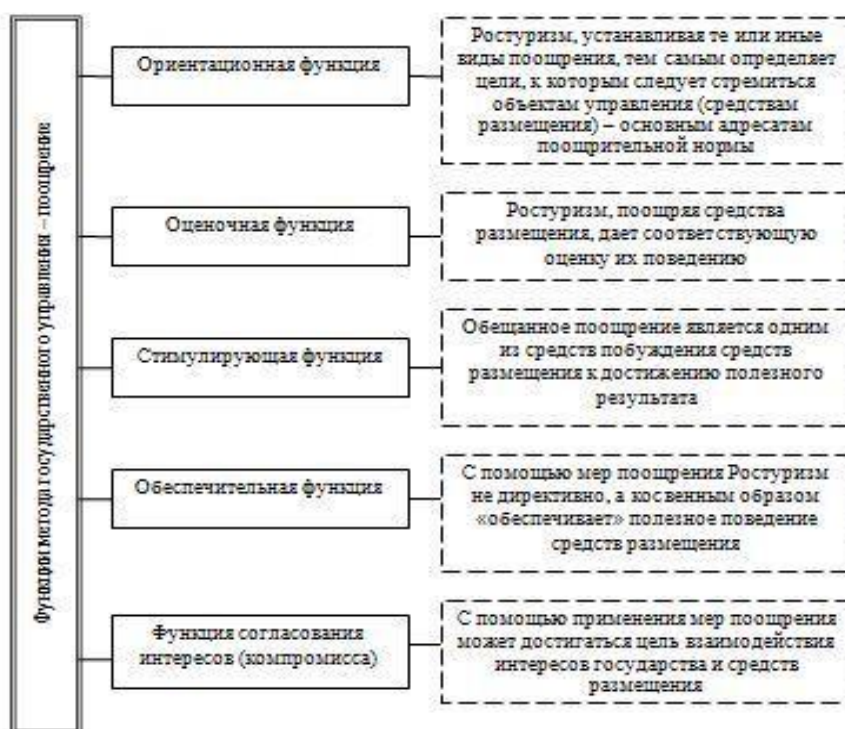 Функции метода государственного управления – поощрение
Ориентационная функция
Ростуризм, устанавливая те или иные
виды поощрения, тем самым определяет
цели, к которым следует стремиться
объектам управления (средствам
размещения) – основным адресатам
поощрительной нормы
Оценочная функция
Ростуризм, поощряя средства
размещения, дает соответствующую
оценку их поведению
Стимулирующая функция
Обещанное поощрение является одним
из средств побуждения средств
размещения к достижению полезного
результата
Обеспечительная функция
С помощью мер поощрения Ростуризм
не директивно, а косвенным образом
«обеспечивает» полезное поведение
средств размещения
Функция согласования
интересов (компромисса)
С помощью применения мер поощрения
может достигаться цель взаимодействия
интересов государства и средств
размещения